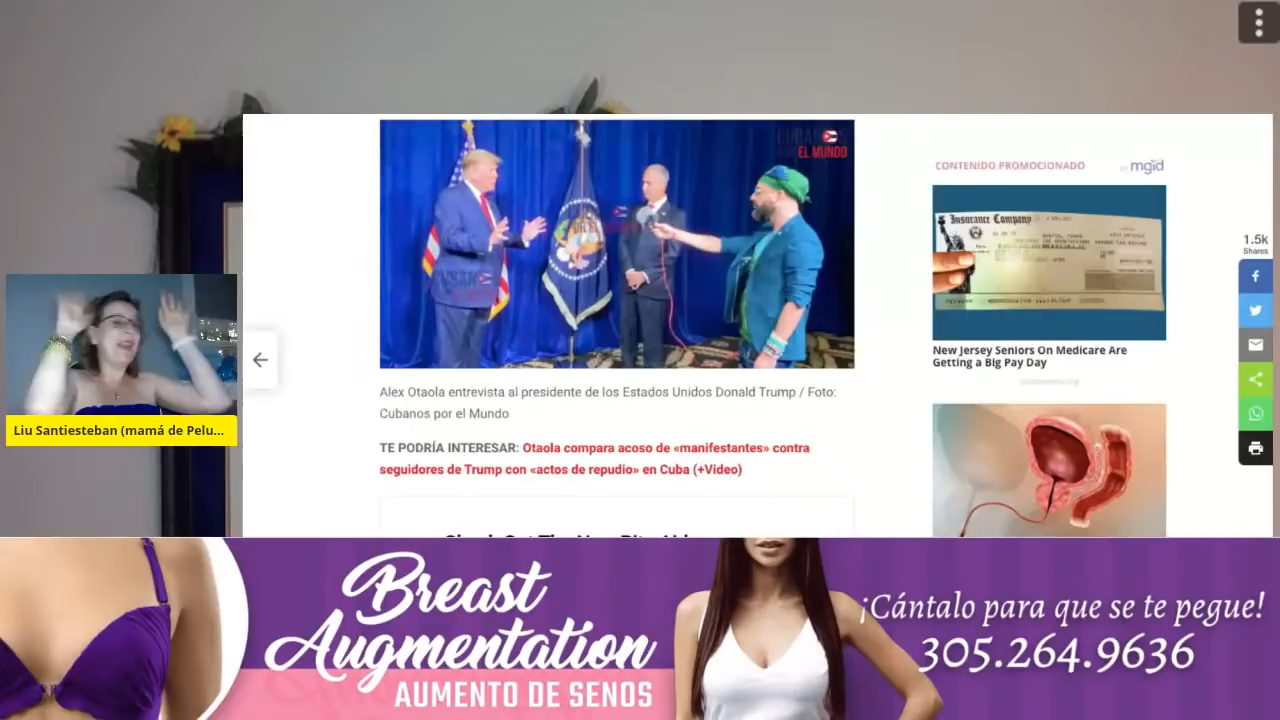 EL MUNDO
CONTENIDO PROMOCIONADO
mgid
Insurance Company
New Jersey Seniors On Medicare Are
Getting a Big Pay Day
1.5k
Shares
Alex Otaola entrevista al presidente de los Estados Unidos Donald Trump / Foto:
Cubanos por el Mundo
TE PODRÍA INTERESAR: Otaola compara acoso de «manifestantes» contra
seguidores de Trump con «actos de repudio» en Cuba (+Video)
Liu Santiesteban (mamá de Pelu...
Breast
Augmentation
AUMENTO DE SENOS
¡Cántalo para que se te pegue!
305.264.9636